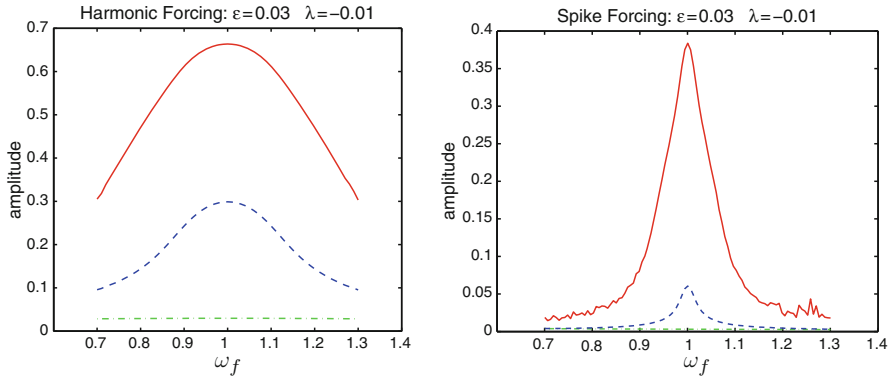 Harmonic Forcing: ε=0.03 λ=−0.01
0.7
0.6
0.5
0.4
0.3
0.2
0.1
0
amplitude
0.7 0.8 0.9 1 1.1 1.2 1.3 1.4
ω_f
Spike Forcing: ε=0.03 λ=−0.01
0.4
0.35
0.3
0.25
0.2
0.15
0.1
0.05
0
amplitude
0.7 0.8 0.9 1 1.1 1.2 1.3 1.4
ω_f